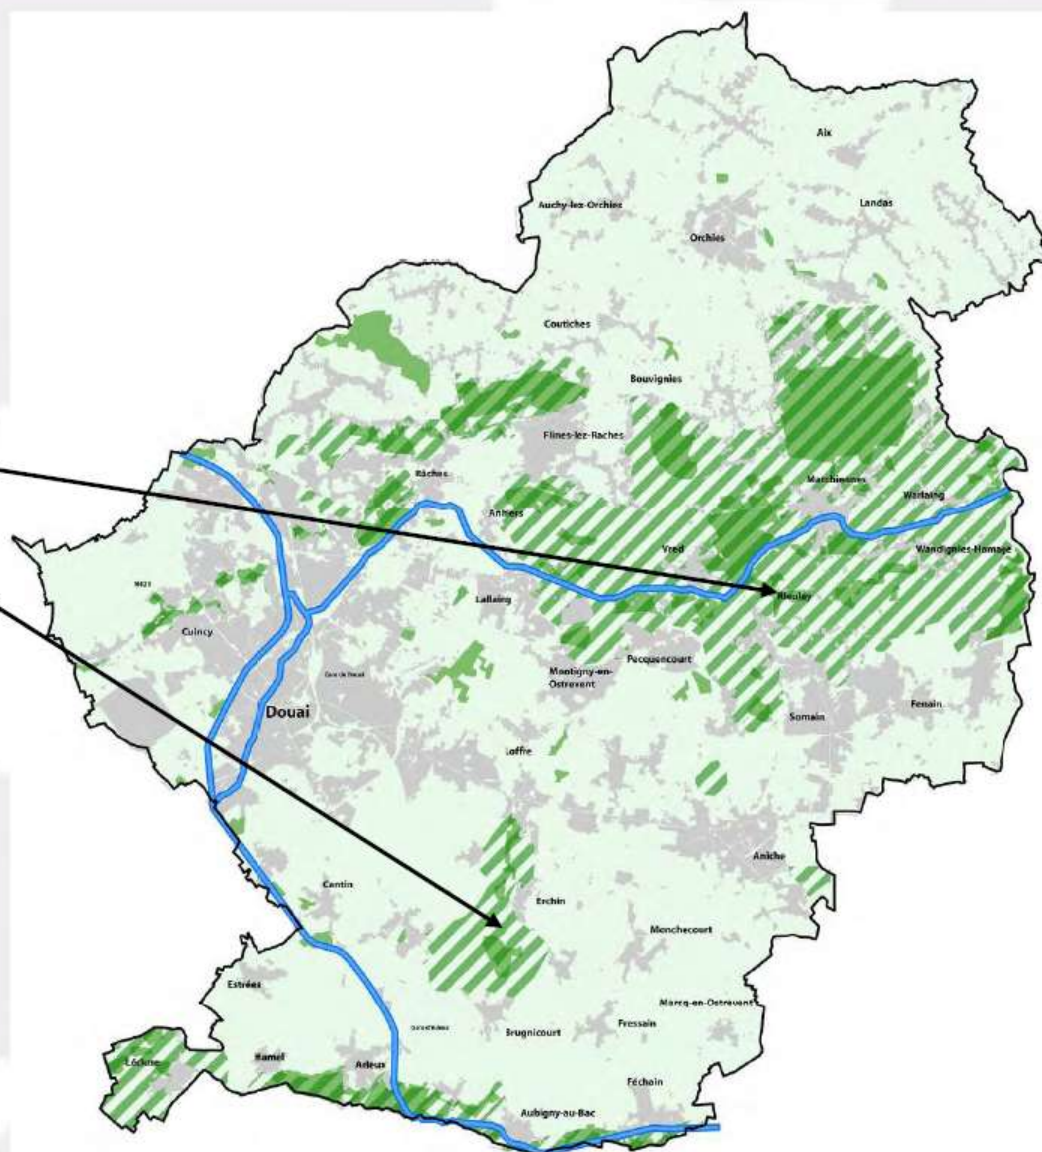 Aix
Auchy-lez-Orchies
Landas
Orchies
Coutiches
Bouvignies
Flines-lez-Raches
Râches
Marchiennes
Warlaing
Anhiers
Vred
Wandignies-Hamage
Rieulay
Lallaing
Cuincy
Pecquencourt
Montigny-en-
Ostrevent
Fenain
Douai
Somain
Loffre
Aniche
Cantin
Erchin
Monchecourt
Estrées
Marcq-en-Ostrevent
Fressain
Brugnicourt
Hamel
Arleux
Lécluse
Féchain
Aubigny-au-Bac